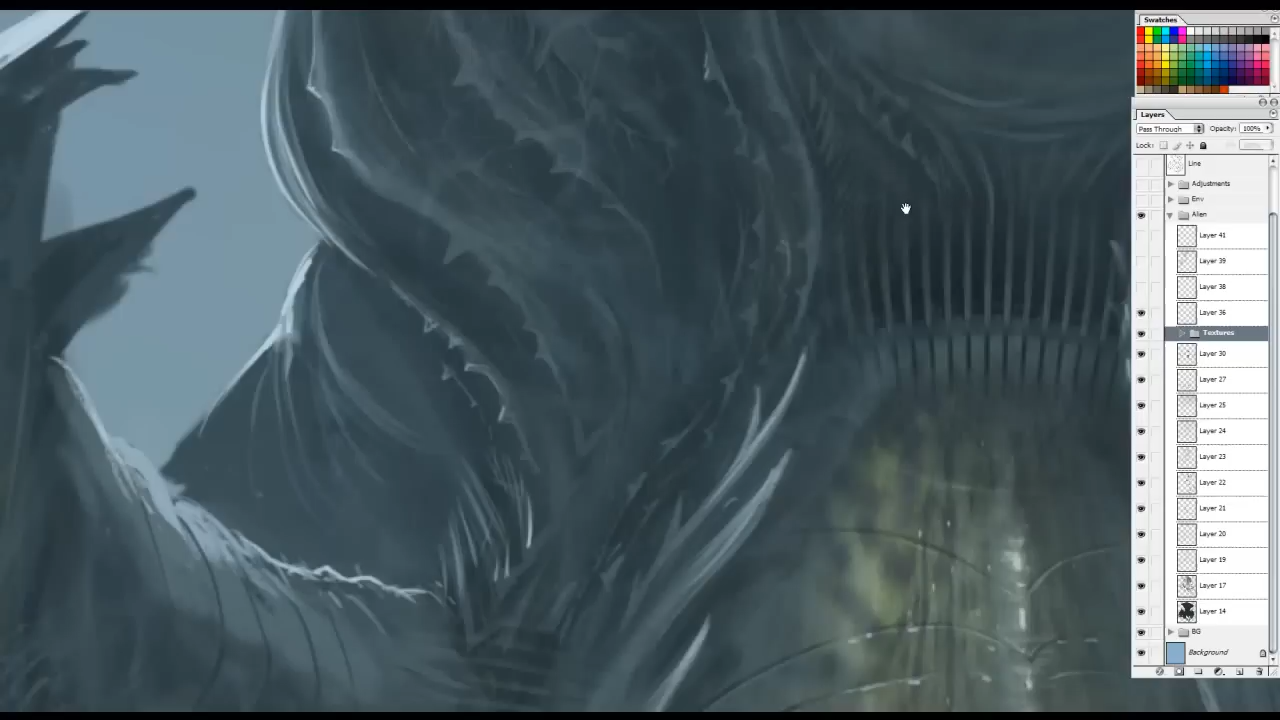 Swatches
Layers
Pass Through Opacity: 100%
Lock:
Line
Adjustments
Env
Alien
Layer 41
Layer 39
Layer 38
Layer 36
Textures
Layer 30
Layer 27
Layer 25
Layer 24
Layer 23
Layer 22
Layer 21
Layer 20
Layer 19
Layer 17
Layer 14
BG
Background